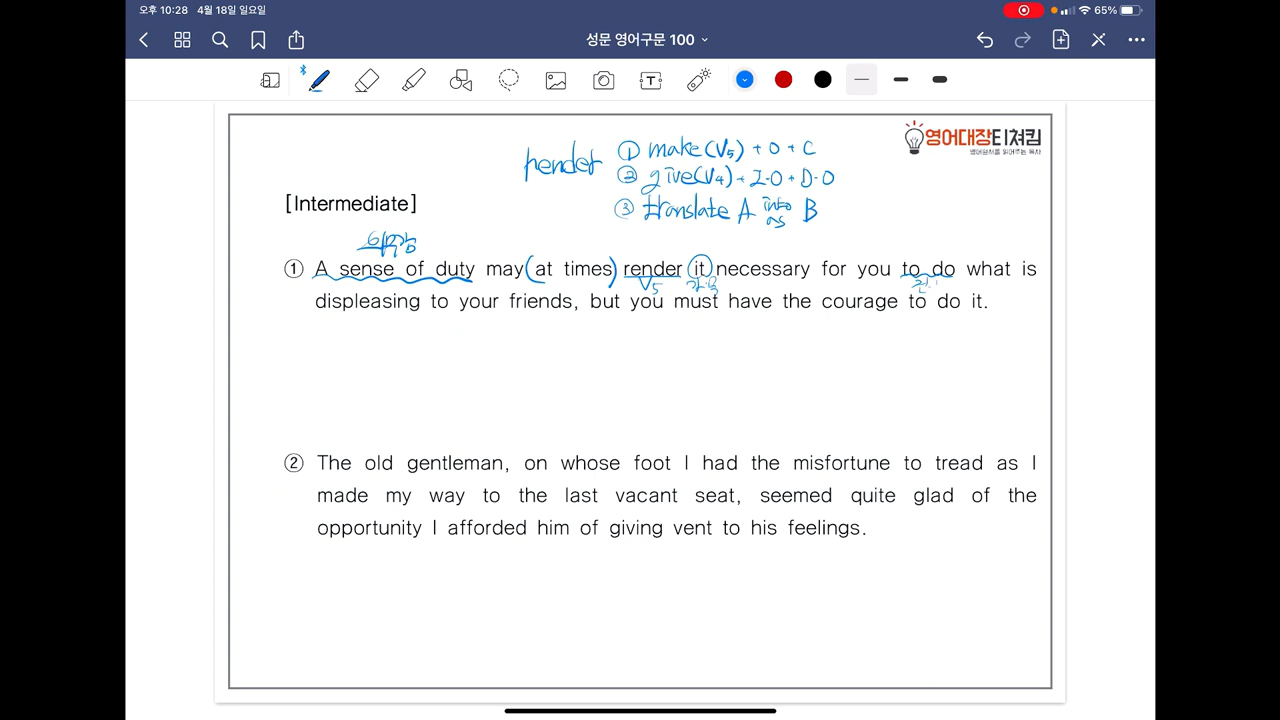 오후 10:28 4월 18일 일요일
65%
성문 영어구문 100
영어대장티쳐킴
render ① make(V5) + O + C
② give(V4) + I·O + D·O
③ translate A into B
as
[Intermediate]
의무감
① A sense of duty may (at times) render it necessary for you to do what is
V5 가·목 진·목
displeasing to your friends, but you must have the courage to do it.
② The old gentleman, on whose foot I had the misfortune to tread as I
made my way to the last vacant seat, seemed quite glad of the
opportunity I afforded him of giving vent to his feelings.